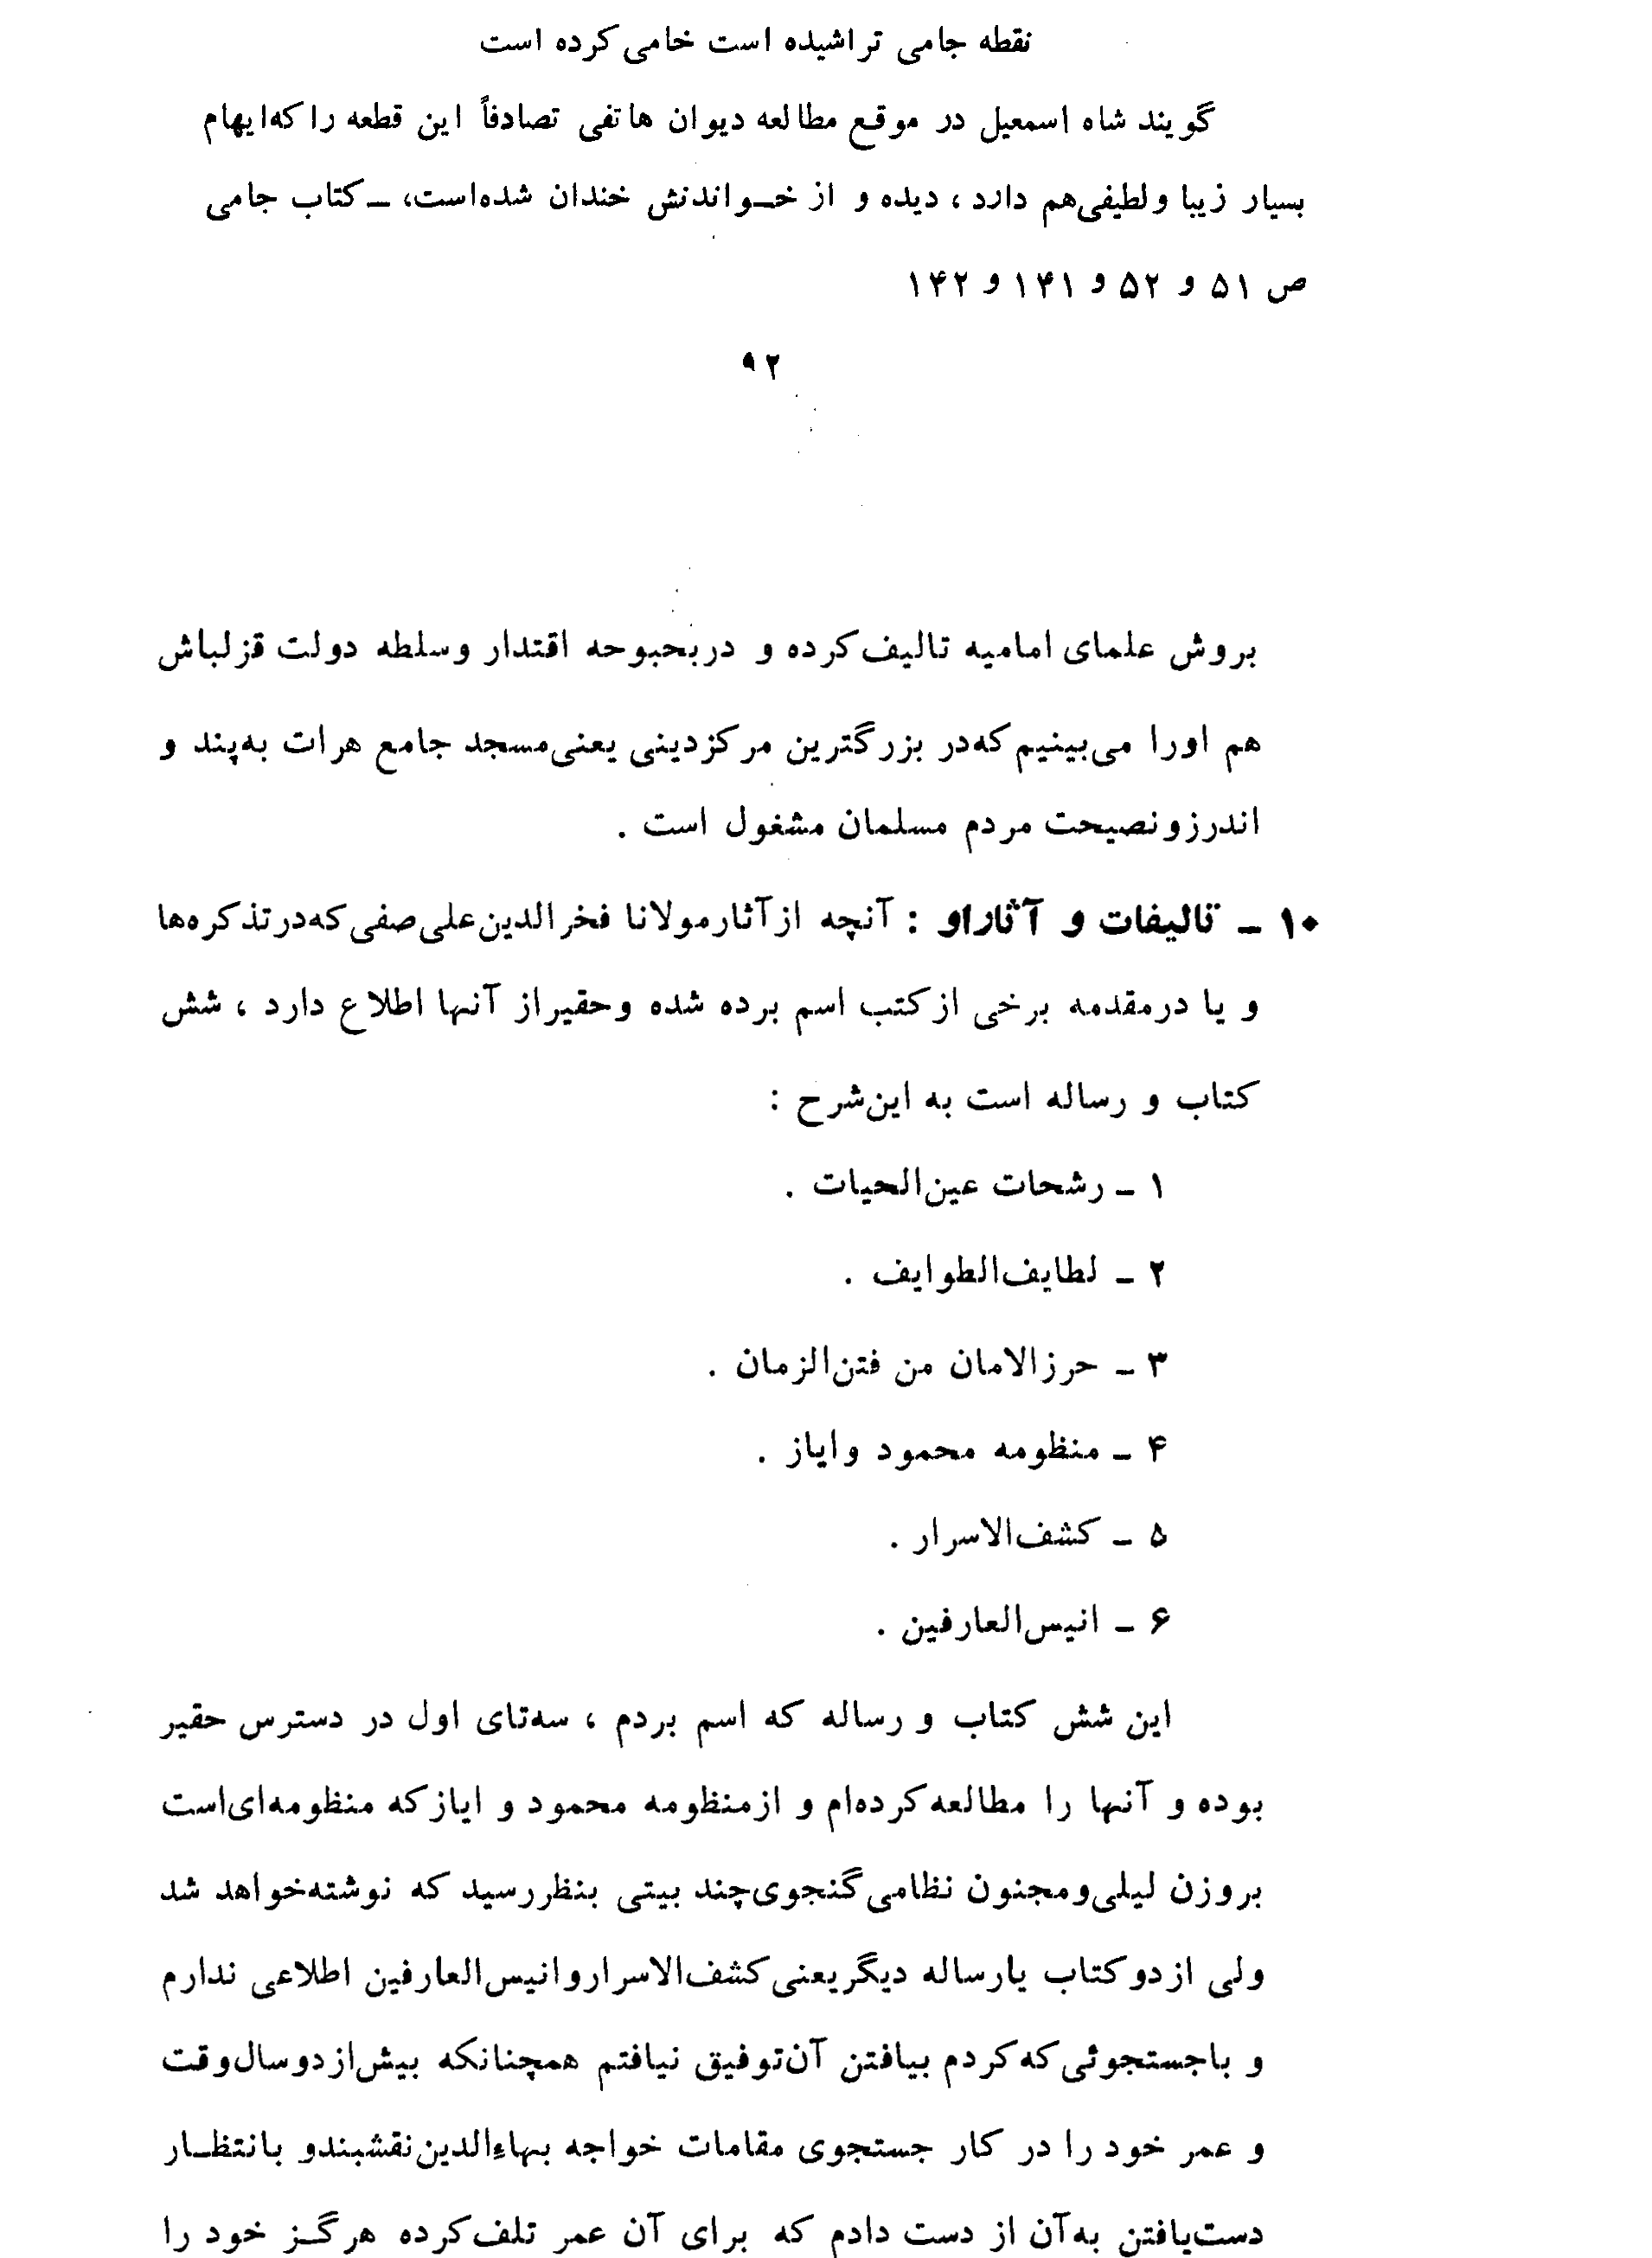 نقطه جامی تراشیده است خامی کرده است
گویند شاه اسمعیل در موقع مطالعه دیوان هاتفی تصادفاً این قطعه را که ایهام
بسیار زیبا و لطیفی هم دارد ، دیده و از خـواندنش خندان شده است، ــ کتاب جامی
ص ۵۱ و ۵۲ و ۱۴۱ و ۱۴۲
۹۲
بروش علمای امامیه تالیف کرده و دربحبوحه اقتدار وسلطه دولت قزلباش
هم اورا می‌بینیم که‌در بزرگترین مرکزدینی یعنی‌مسجد جامع هرات به‌پند و
اندرزونصیحت مردم مسلمان مشغول است .
۱۰ ــ تالیفات و آثاراو : آنچه ازآثارمولانا فخرالدین‌علی‌صفی‌که‌درتذکره‌ها
و یا درمقدمه برخی ازکتب اسم برده شده وحقیراز آنها اطلاع دارد ، شش
کتاب و رساله است به این‌شرح :
۱ ــ رشحات عین‌الحیات .
۲ ــ لطایف‌الطوایف .
۳ ــ حرزالامان من فتن‌الزمان .
۴ ــ منظومه محمود وایاز .
۵ ــ کشف‌الاسرار .
۶ ــ انیس‌العارفین .
این شش کتاب و رساله که اسم بردم ، سه‌تای اول در دسترس حقیر
بوده و آنها را مطالعه‌کرده‌ام و ازمنظومه محمود و ایازکه منظومه‌ای‌است
بروزن لیلی‌ومجنون نظامی‌گنجوی‌چند بیتی بنظررسید که نوشته‌خواهد شد
ولی ازدوکتاب یارساله دیگریعنی‌کشف‌الاسراروانیس‌العارفین اطلاعی ندارم
و باجستجوئی‌که‌کردم بیافتن آن‌توفیق نیافتم همچنانکه بیش‌ازدوسال‌وقت
و عمر خود را در کار جستجوی مقامات خواجه بهاءالدین‌نقشبندو بانتظـار
دست‌یافتن به‌آن از دست دادم که برای آن عمر تلف‌کرده هرگـز خود را